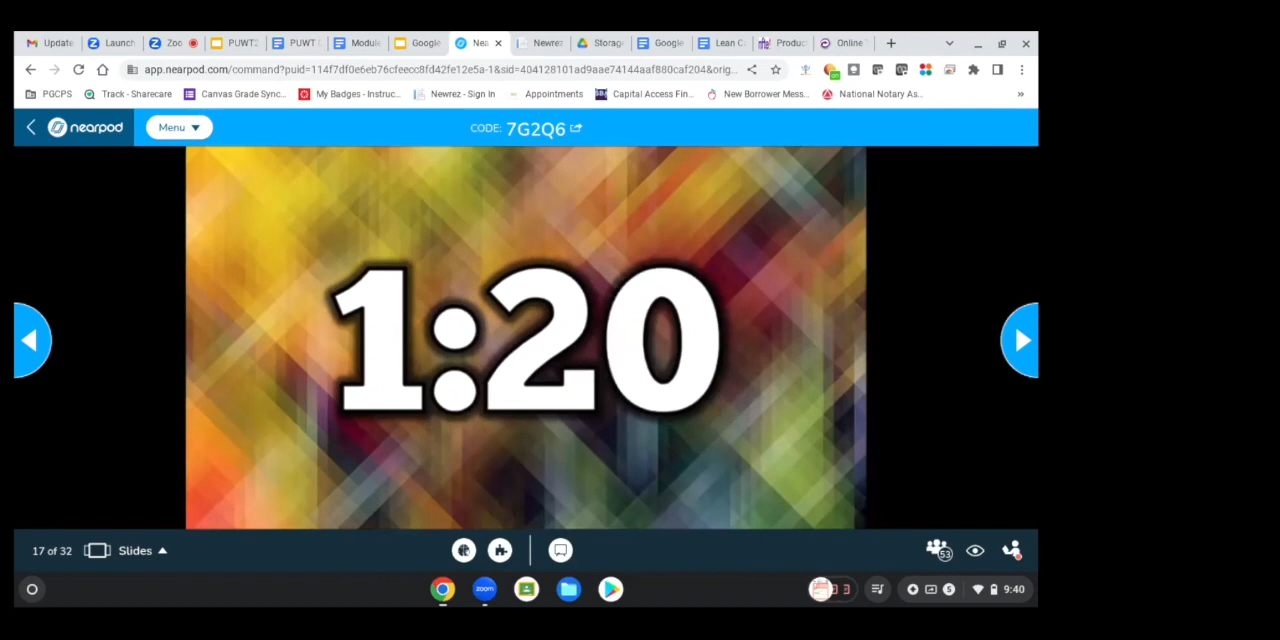 Update Launch Zoo PUWT2 PUWT Module Google Nea Newrez Storag Google Lean C Produc Online
app.nearpod.com/command?puid=114f7df0e6eb76cfeecc8fd42fe12e5a-1&sid=404128101ad9aae74144aaf880caf204&orig...
PGCPS Track - Sharecare Canvas Grade Sync... My Badges - Instruc... Newrez - Sign In Appointments Capital Access Fin... New Borrower Mess... National Notary As...
nearpod Menu CODE: 7G2Q6
1:20
17 of 32 Slides 53
zoom 9:40